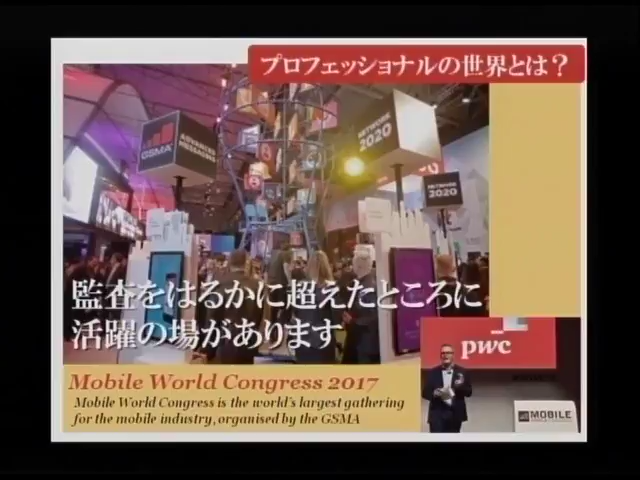 プロフェッショナルの世界とは？
GSMA
ADVANCED
MESSAGING
NETWORK
2020
NETWORK
2020
監査をはるかに超えたところに
活躍の場があります
pwc
MOBILE
Mobile World Congress 2017
Mobile World Congress is the world's largest gathering
for the mobile industry, organised by the GSMA